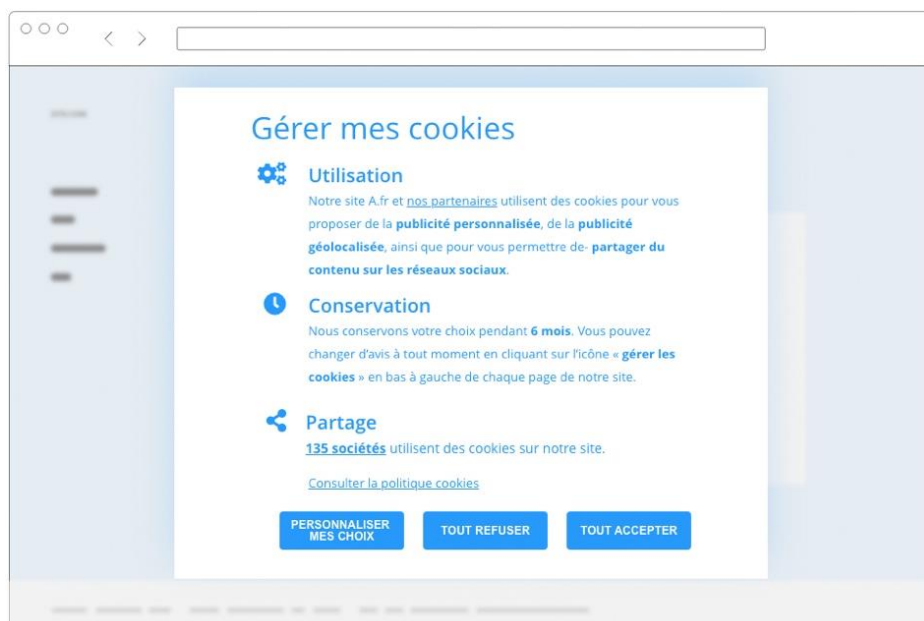 Gérer mes cookies
Utilisation
Notre site A.fr et nos partenaires utilisent des cookies pour vous
proposer de la publicité personnalisée, de la publicité
géolocalisée, ainsi que pour vous permettre de- partager du
contenu sur les réseaux sociaux.
Conservation
Nous conservons votre choix pendant 6 mois. Vous pouvez
changer d'avis à tout moment en cliquant sur l'icône « gérer les
cookies » en bas à gauche de chaque page de notre site.
Partage
135 sociétés utilisent des cookies sur notre site.
Consulter la politique cookies
PERSONNALISER
MES CHOIX
TOUT REFUSER
TOUT ACCEPTER